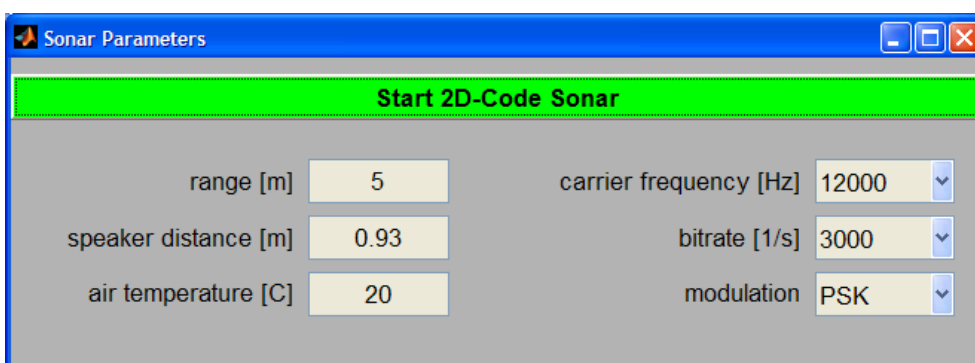 Sonar Parameters
Start 2D-Code Sonar
range [m] 5 carrier frequency [Hz] 12000
speaker distance [m] 0.93 bitrate [1/s] 3000
air temperature [C] 20 modulation PSK